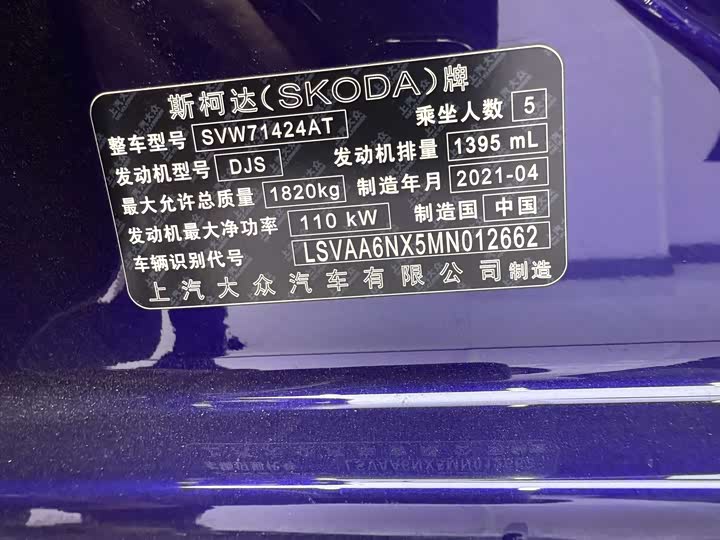 斯柯达(SKODA)牌
整车型号 SVW71424AT 乘坐人数 5
发动机型号 DJS 发动机排量 1395 mL
最大允许总质量 1820kg 制造年月 2021-04
发动机最大净功率 110 kW 制造国 中国
车辆识别代号 LSVAA6NX5MN012662
上汽大众汽车有限公司制造